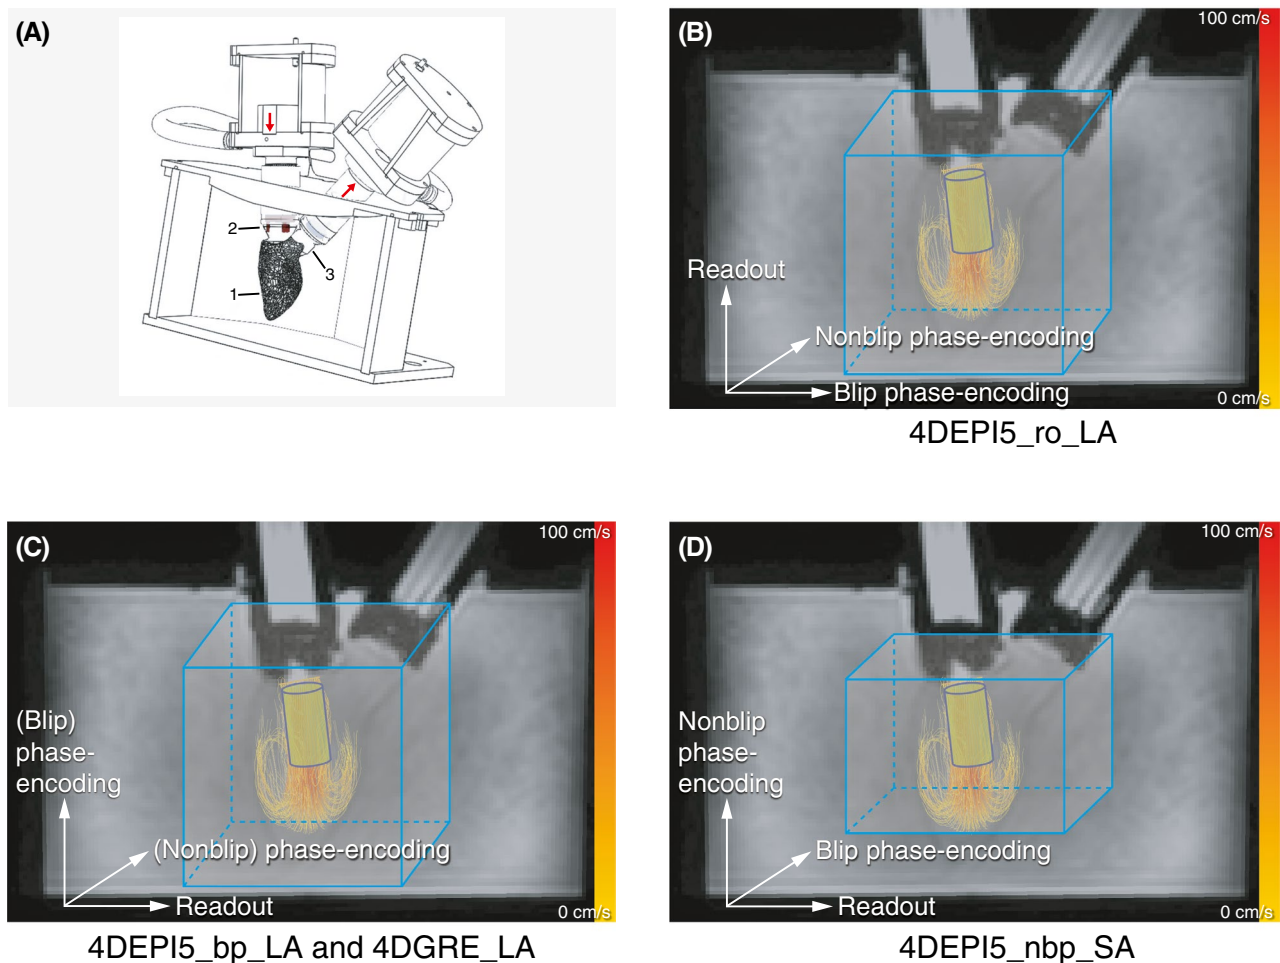 (A)
2
1
3
(B)
100 cm/s
Readout
Nonblip phase-encoding
Blip phase-encoding
0 cm/s
4DEPI5_ro_LA
(C)
100 cm/s
(Blip)
phase-
encoding
(Nonblip) phase-encoding
Readout
0 cm/s
4DEPI5_bp_LA and 4DGRE_LA
(D)
100 cm/s
Nonblip
phase-
encoding
Blip phase-encoding
Readout
0 cm/s
4DEPI5_nbp_SA